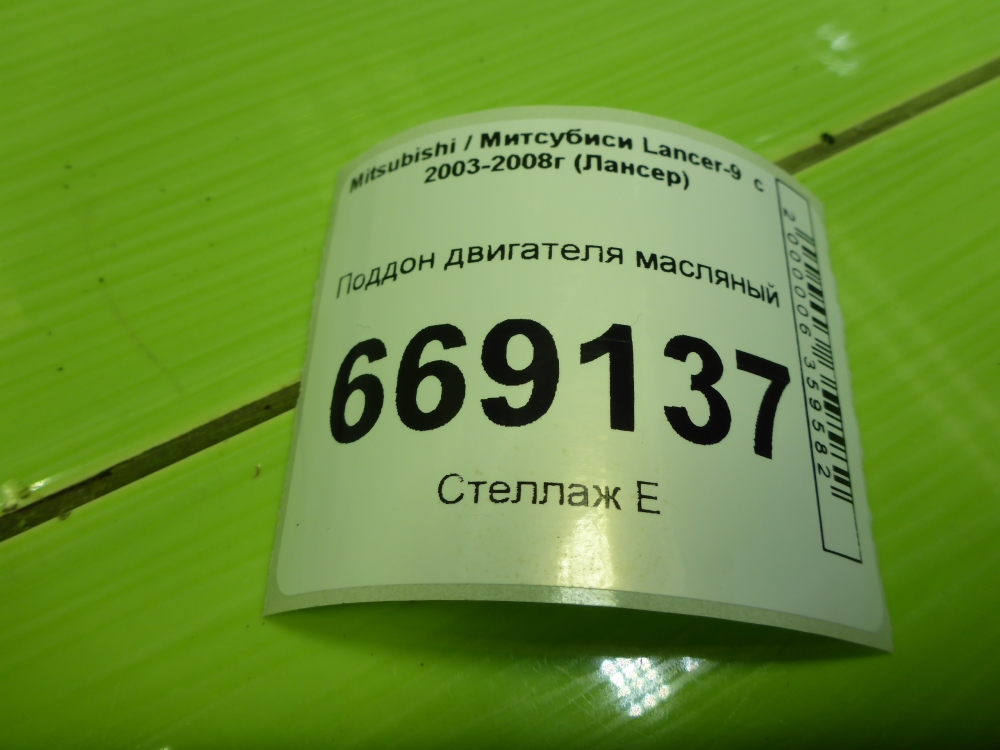 Mitsubishi / Митсубиси Lancer-9 с
2003-2008г (Лансер)
Поддон двигателя масляный
669137
Стеллаж Е
2000006359582